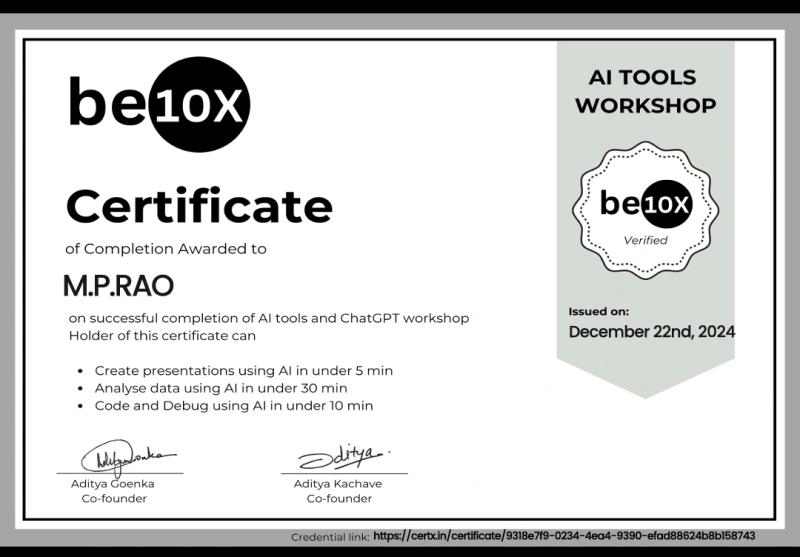 be10X
Certificate
of Completion Awarded to
M.P.RAO
on successful completion of AI tools and ChatGPT workshop
Holder of this certificate can
• Create presentations using AI in under 5 min
• Analyse data using AI in under 30 min
• Code and Debug using AI in under 10 min
Aditya Goenka
Co-founder
Aditya.
Aditya Kachave
Co-founder
AI TOOLS
WORKSHOP
be10X
Verified
Issued on:
December 22nd, 2024
Credential link: https://certx.in/certificate/9318e7f9-0234-4ea4-9390-efad88624b8b158743